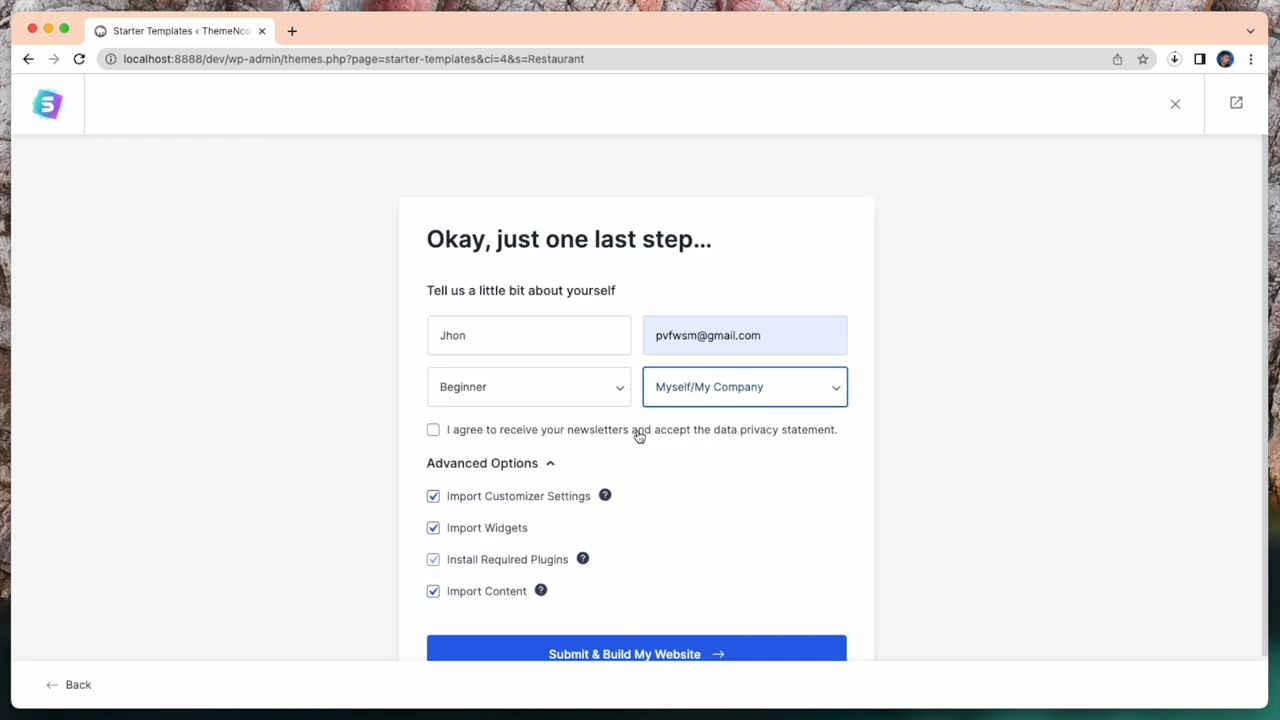 Starter Templates ‹ ThemeNco
localhost:8888/dev/wp-admin/themes.php?page=starter-templates&ci=4&s=Restaurant
Okay, just one last step...
Tell us a little bit about yourself
Jhon
pvfwsm@gmail.com
Beginner
Myself/My Company
I agree to receive your newsletters and accept the data privacy statement.
Advanced Options
Import Customizer Settings ?
Import Widgets
Install Required Plugins ?
Import Content ?
Submit & Build My Website →
← Back